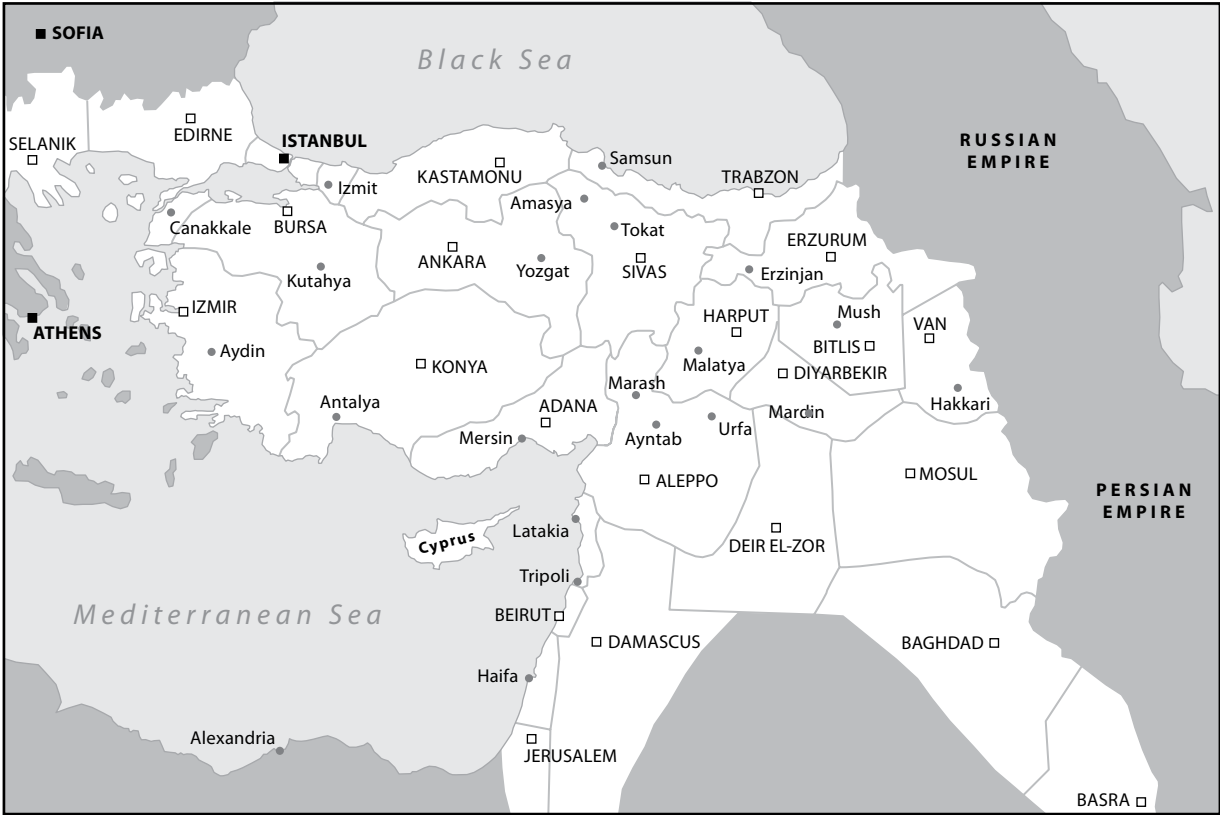 SOFIA
Black Sea
EDIRNE
SELANIK
ISTANBUL
RUSSIAN
EMPIRE
Samsun
KASTAMONU
TRABZON
Izmit
Amasya
Canakkale
BURSA
Tokat
ERZURUM
ANKARA
Yozgat
SIVAS
Erzinjan
Kutahya
IZMIR
HARPUT
Mush
VAN
ATHENS
BITLIS
Aydin
KONYA
Malatya
DIYARBEKIR
Marash
Antalya
ADANA
Hakkari
Mardin
Mersin
Ayntab
Urfa
ALEPPO
MOSUL
PERSIAN
EMPIRE
Latakia
Cyprus
DEIR EL-ZOR
Tripoli
Mediterranean Sea
BEIRUT
DAMASCUS
BAGHDAD
Haifa
Alexandria
JERUSALEM
BASRA